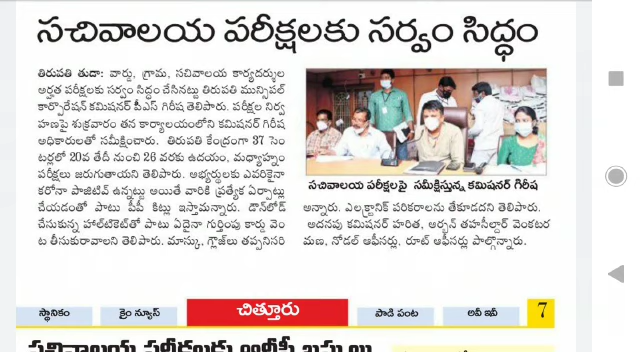 సచివాలయ పరీక్షలకు సర్వం సిద్ధం
తిరుపతి తుడా: వార్డు, గ్రామ, సచివాలయ కార్యదర్శుల
అర్హత పరీక్షలకు సర్వం సిద్ధం చేసినట్టు తిరుపతి మున్సిపల్
కార్పొరేషన్ కమిషనర్ పీఎస్ గిరీష తెలిపారు. పరీక్షల నిర్వ
హణపై శుక్రవారం తన కార్యాలయంలోని కమిషనర్ గిరీష
అధికారులతో సమీక్షించారు. తిరుపతి కేంద్రంగా 37 సెం
టర్లలో 20వ తేదీ నుంచి 26 వరకు ఉదయం, మధ్యాహ్నం
పరీక్షలు జరుగుతాయని తెలిపారు. అభ్యర్థులకు ఎవరికైనా
కరోనా పాజిటివ్ ఉన్నట్టు అయితే వారికి ప్రత్యేక ఏర్పాట్లు
చేయడంతో పాటు పీపీ కిట్లు ఇస్తామన్నారు. డౌన్‌లోడ్
చేసుకున్న హాల్‌టికెట్‌తో పాటు ఏదైనా గుర్తింపు కార్డు వెం
ట తీసుకురావాలని తెలిపారు. మాస్కు, గ్లౌజ్‌లు తప్పనిసరి
సచివాలయ పరీక్షలపై సమీక్షిస్తున్న కమిషనర్ గిరీష
అన్నారు. ఎలక్ట్రానిక్ పరికరాలను తేకూడదని తెలిపారు.
అదనపు కమిషనర్ హరిత, అర్బన్ తహసీల్దార్ వెంకటర
మణ, నోడల్ ఆఫీసర్లు, రూట్ ఆఫీసర్లు పాల్గొన్నారు.
స్థానికం క్రైం న్యూస్ చిత్తూరు పాడి పంట అవీ ఇవీ 7